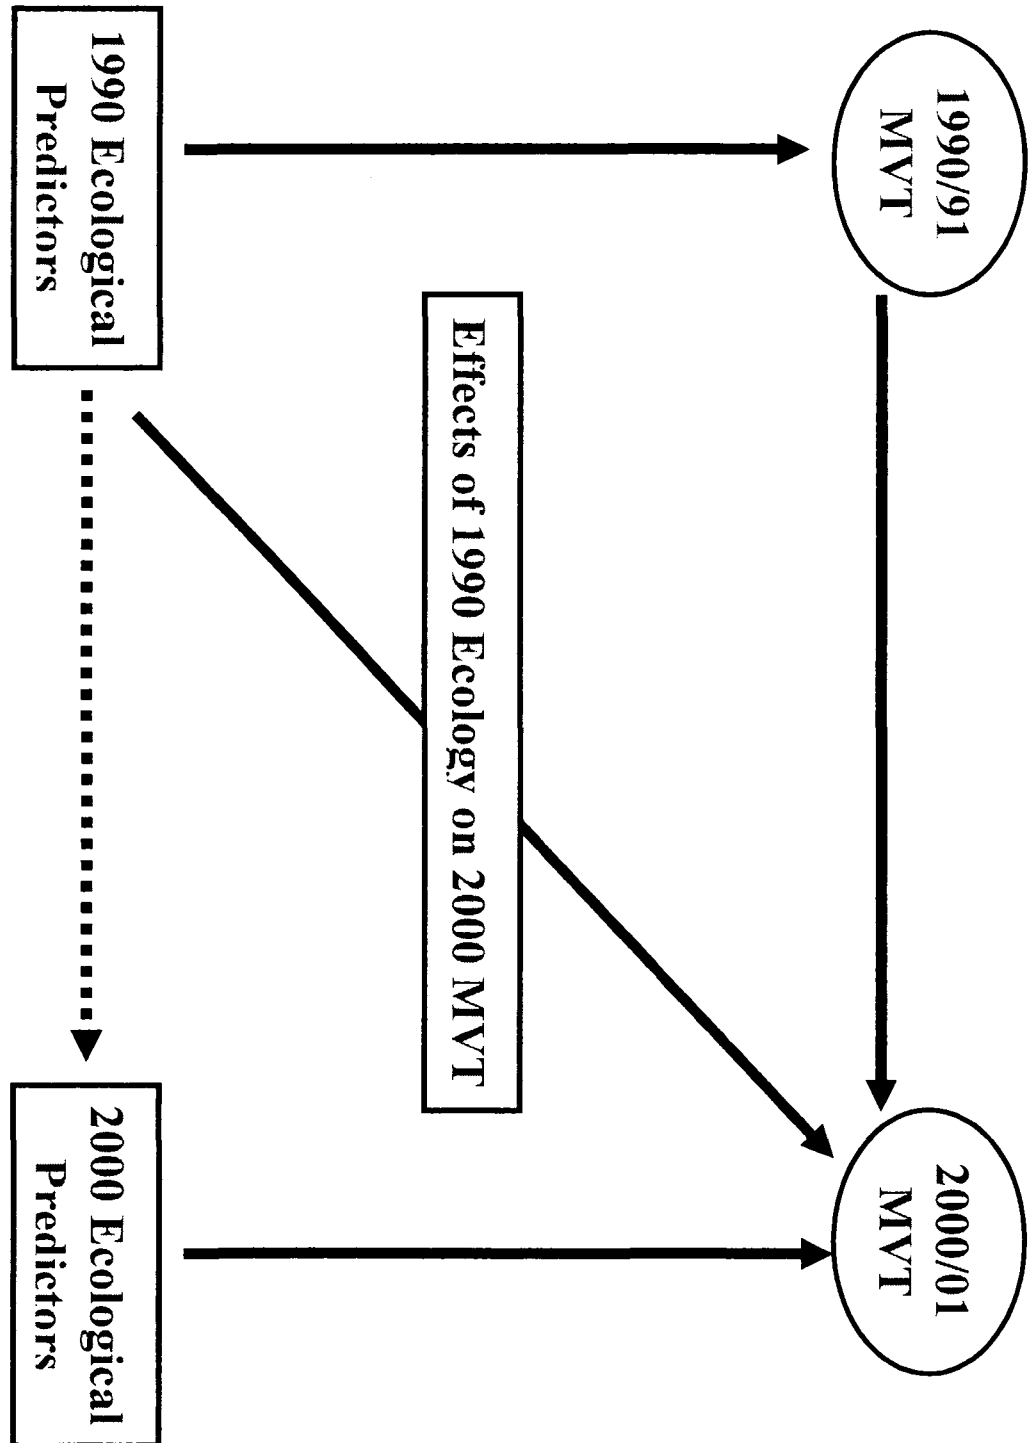 1990/91
MVT
2000/01
MVT
Effects of 1990 Ecology on 2000 MVT
1990 Ecological
Predictors
2000 Ecological
Predictors